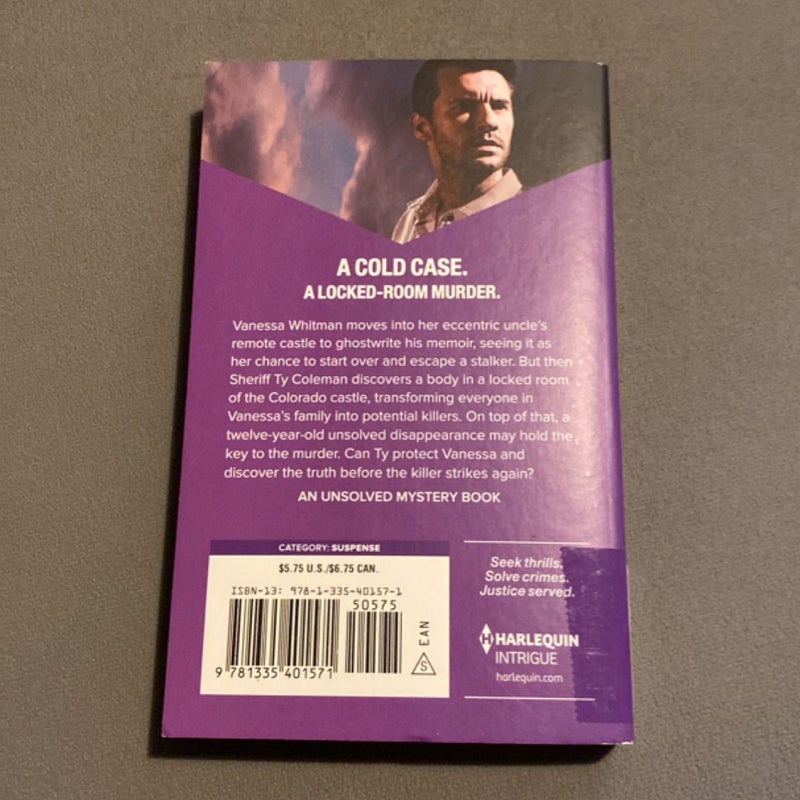 A COLD CASE.
A LOCKED-ROOM MURDER.
Vanessa Whitman moves into her eccentric uncle's
remote castle to ghostwrite his memoir, seeing it as
her chance to start over and escape a stalker. But then
Sheriff Ty Coleman discovers a body in a locked room
of the Colorado castle, transforming everyone in
Vanessa's family into potential killers. On top of that, a
twelve-year-old unsolved disappearance may hold the
key to the murder. Can Ty protect Vanessa and
discover the truth before the killer strikes again?
AN UNSOLVED MYSTERY BOOK
CATEGORY: SUSPENSE
$5.75 U.S./$6.75 CAN.
ISBN-13: 978-1-335-40157-1
50575
9 781335 401571
EAN
S
Seek thrills.
Solve crimes.
Justice served.
H HARLEQUIN
INTRIGUE
harlequin.com